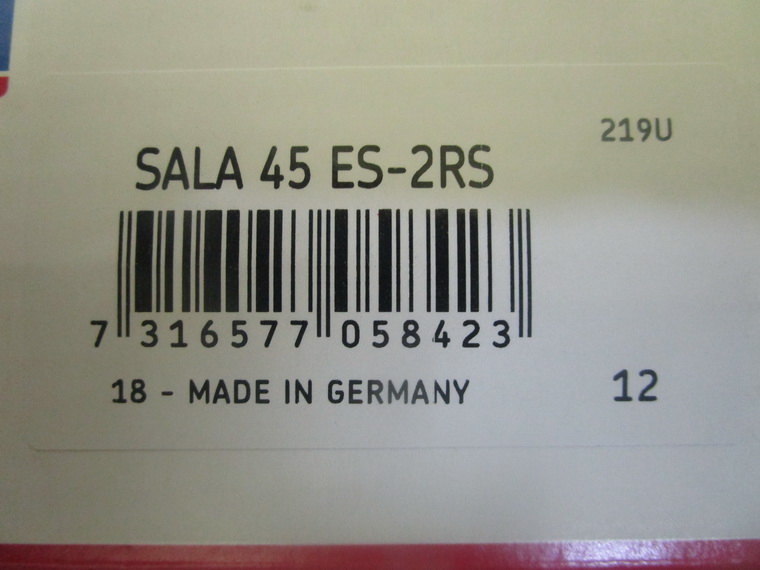 219U
SALA 45 ES-2RS
7 316577 058423
18 - MADE IN GERMANY
12